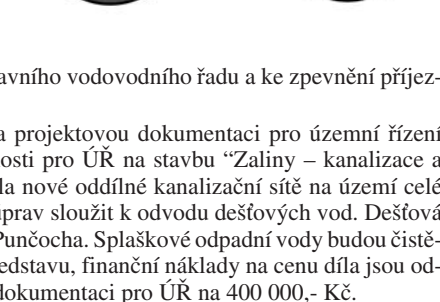 avního vodovodního řadu a ke zpevnění příjez-
a projektovou dokumentaci pro územní řízení
osti pro ÚŘ na stavbu “Zaliny – kanalizace a
la nové oddílné kanalizační sítě na území celé
úprav sloužit k odvodu dešťových vod. Dešťová
Punčocha. Splaškové odpadní vody budou čistě-
edstavu, finanční náklady na cenu díla jsou od-
dokumentaci pro ÚŘ na 400 000,- Kč.